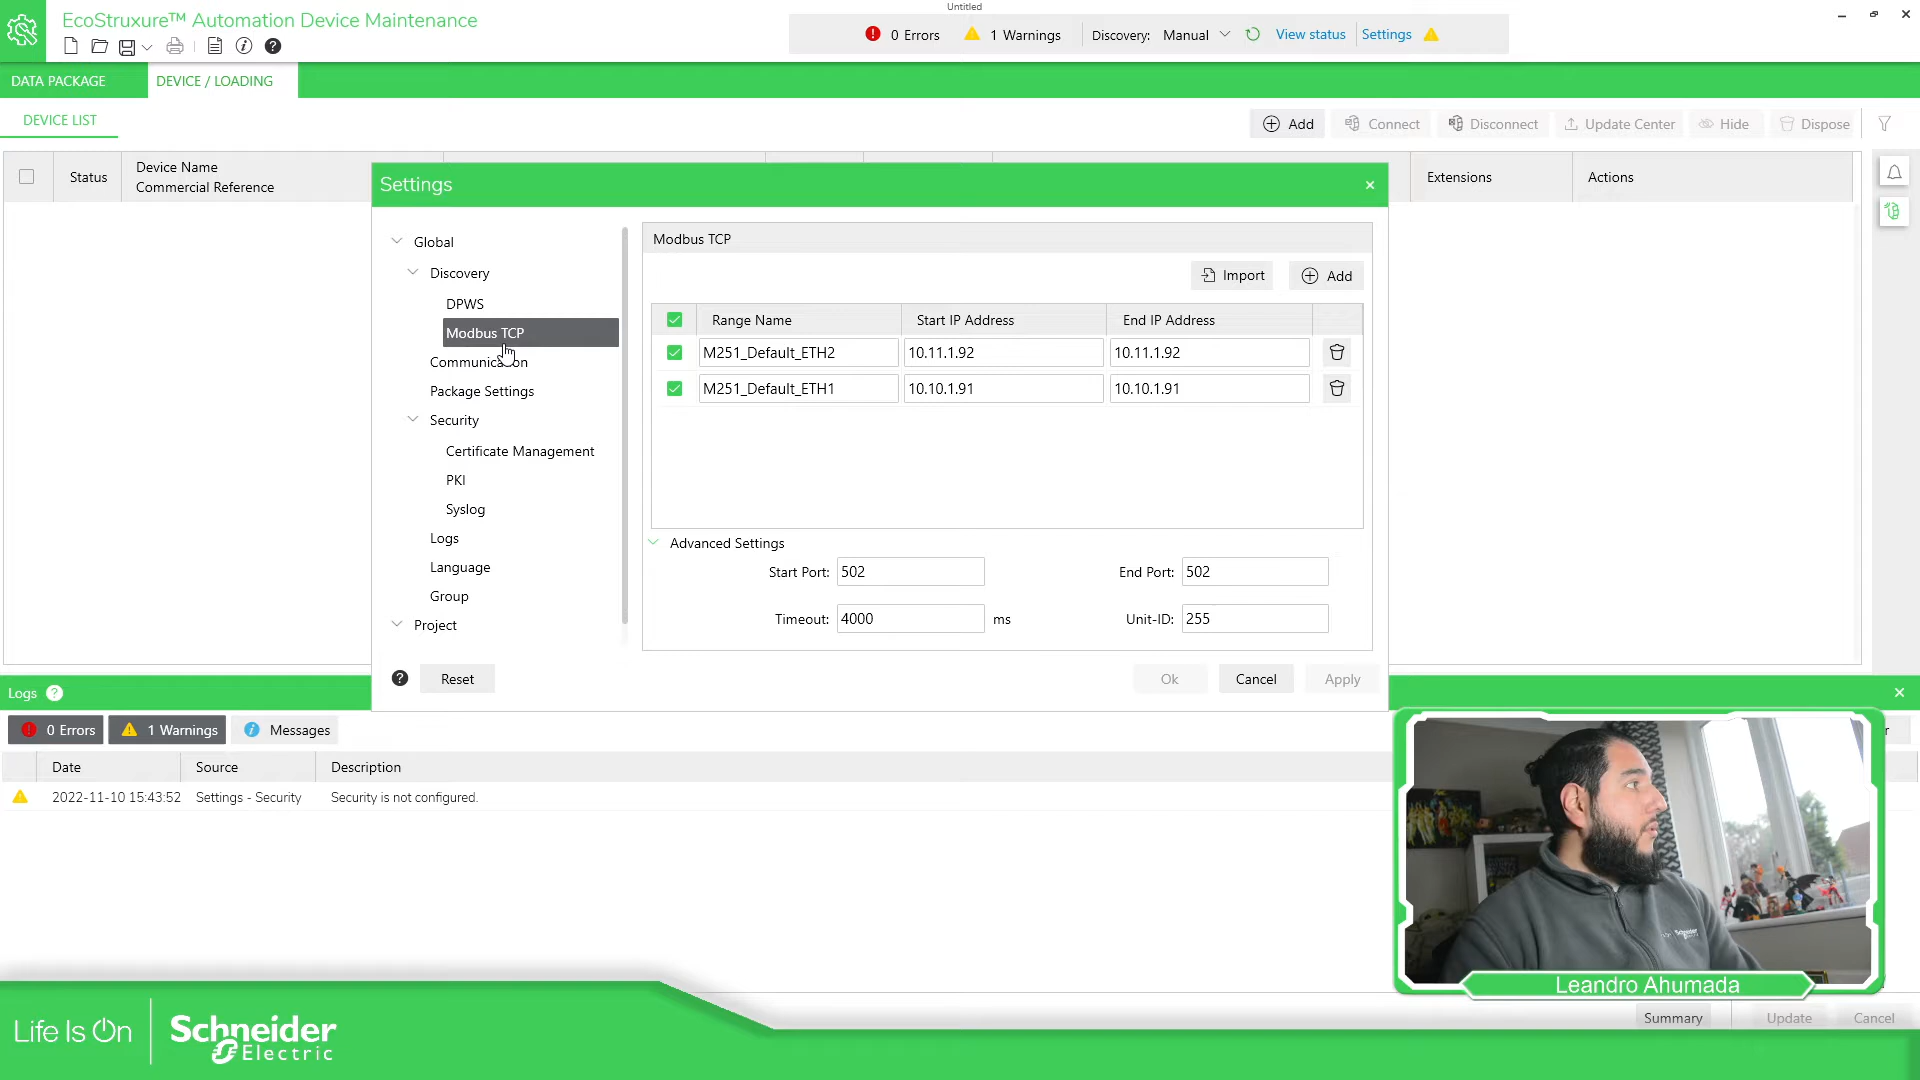 Untitled
EcoStruxure™ Automation Device Maintenance
0 Errors
1 Warnings
Discovery:
Manual
View status
Settings
DATA PACKAGE
DEVICE / LOADING
DEVICE LIST
Add
Connect
Disconnect
Update Center
Hide
Dispose
Status
Device Name
Commercial Reference
Extensions
Actions
Settings
Global
Discovery
DPWS
Modbus TCP
Communication
Package Settings
Security
Certificate Management
PKI
Syslog
Logs
Language
Group
Project
Modbus TCP
Import
Add
Range Name
Start IP Address
End IP Address
M251_Default_ETH2
10.11.1.92
10.11.1.92
M251_Default_ETH1
10.10.1.91
10.10.1.91
Advanced Settings
Start Port:
502
End Port:
502
Timeout:
4000
ms
Unit-ID:
255
Reset
Ok
Cancel
Apply
Logs
0 Errors
1 Warnings
Messages
Date
Source
Description
2022-11-10 15:43:52
Settings - Security
Security is not configured.
Schneider
Leandro Ahumada
Summary
Update
Cancel
Life Is On
Schneider
Electric